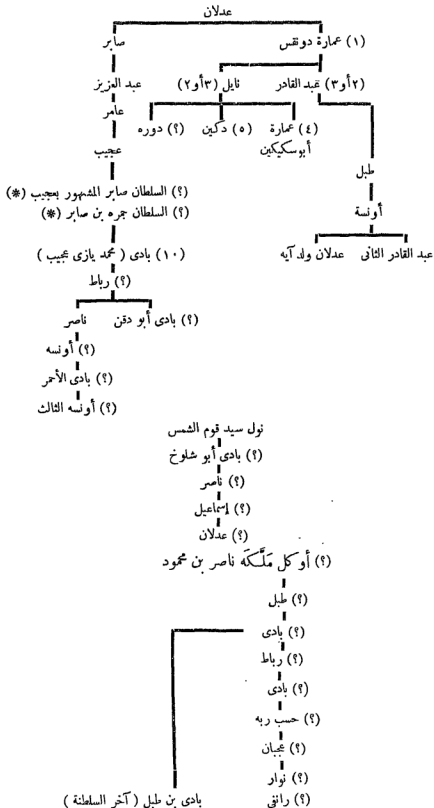 عدلان
(١) عمارة دونقس
صابر
(٢أو٣) عبد القادر
نايل (٣أو٢)
عبد العزيز
عامر
(٤) عمارة أبوسكيكين
(٥) دكين
(؟) دوره
عجيب
طبل
(؟) السلطان صابر المشهور بعجيب (*)
(؟) السلطان جمره بن صابر (*)
أونسة
(١٠) بادى ( محمد يازى عجيب )
عبد القادر الثانى
عدلان ولد آيه
(؟) رباط
(؟) بادى أبو دقن
ناصر
(؟) أونسه
(؟) بادى الأحمر
(؟) أونسه الثالث
نول سيد قوم الشمس
(؟) بادى أبو شلوخ
(؟) ناصر
(؟) إسماعيل
(؟) عدلان
(؟) أوكل مَلَّكَه ناصر بن محمود
(؟) طبل
(؟) بادى
(؟) رباط
(؟) بادى
(؟) حسب ربه
(؟) عجبان
(؟) نوار
(؟) رانفى
بادى بن طبل ( آخر السلطنة )